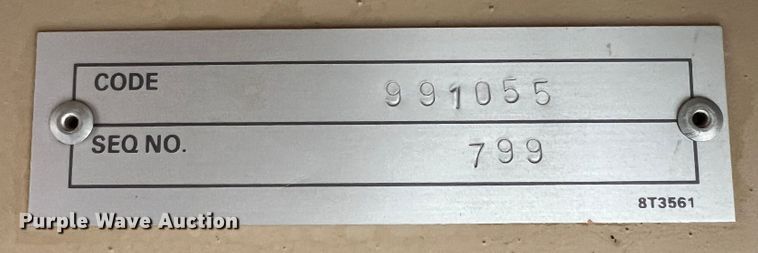 CODE 991055
SEQ NO. 799
8T3561
Purple Wave Auction